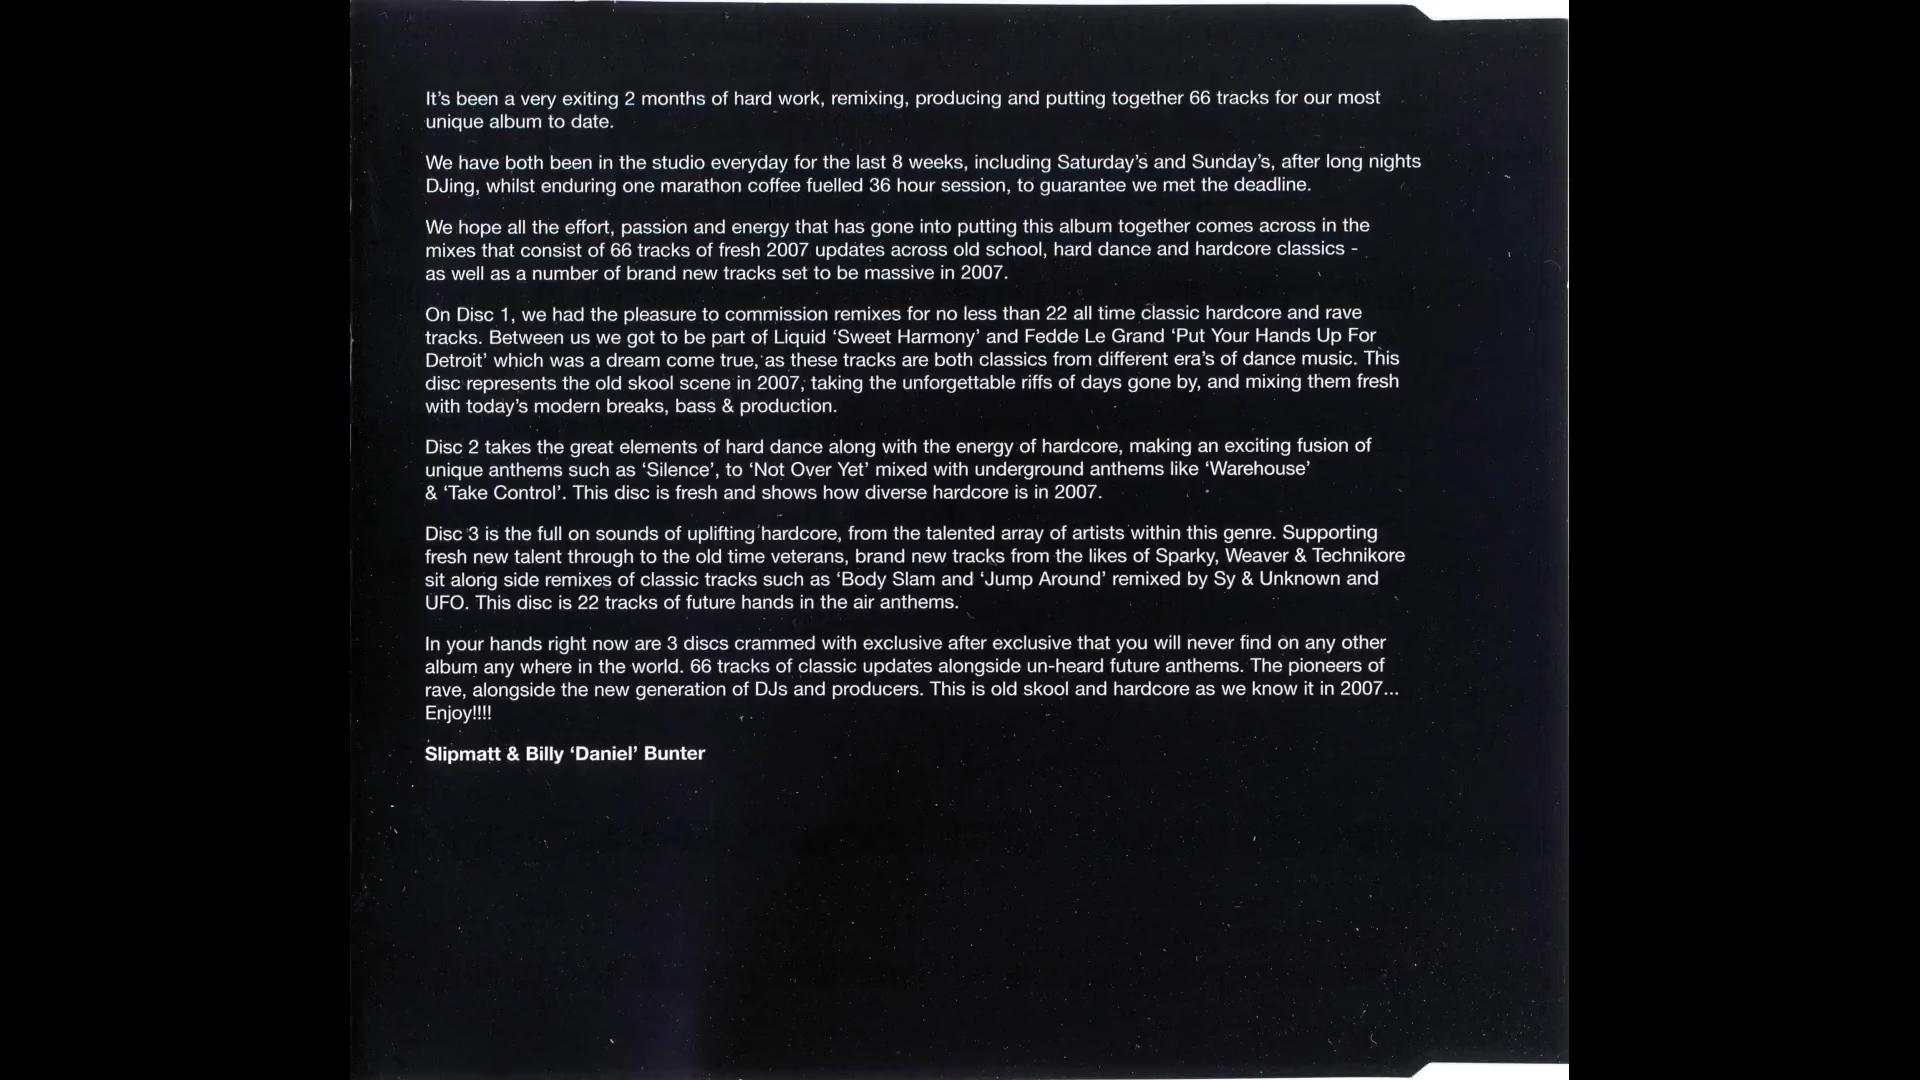 It's been a very exiting 2 months of hard work, remixing, producing and putting together 66 tracks for our most
unique album to date.
We have both been in the studio everyday for the last 8 weeks, including Saturday's and Sunday's, after long nights
DJing, whilst enduring one marathon coffee fuelled 36 hour session, to guarantee we met the deadline.
We hope all the effort, passion and energy that has gone into putting this album together comes across in the
mixes that consist of 66 tracks of fresh 2007 updates across old school, hard dance and hardcore classics -
as well as a number of brand new tracks set to be massive in 2007.
On Disc 1, we had the pleasure to commission remixes for no less than 22 all time classic hardcore and rave
tracks. Between us we got to be part of Liquid ‘Sweet Harmony’ and Fedde Le Grand ‘Put Your Hands Up For
Detroit’ which was a dream come true, as these tracks are both classics from different era's of dance music. This
disc represents the old skool scene in 2007, taking the unforgettable riffs of days gone by, and mixing them fresh
with today's modern breaks, bass & production.
Disc 2 takes the great elements of hard dance along with the energy of hardcore, making an exciting fusion of
unique anthems such as ‘Silence’, to ‘Not Over Yet’ mixed with underground anthems like ‘Warehouse’
& ‘Take Control’. This disc is fresh and shows how diverse hardcore is in 2007.
Disc 3 is the full on sounds of uplifting hardcore, from the talented array of artists within this genre. Supporting
fresh new talent through to the old time veterans, brand new tracks from the likes of Sparky, Weaver & Technikore
sit along side remixes of classic tracks such as ‘Body Slam and ‘Jump Around’ remixed by Sy & Unknown and
UFO. This disc is 22 tracks of future hands in the air anthems.
In your hands right now are 3 discs crammed with exclusive after exclusive that you will never find on any other
album any where in the world. 66 tracks of classic updates alongside un-heard future anthems. The pioneers of
rave, alongside the new generation of DJs and producers. This is old skool and hardcore as we know it in 2007...
Enjoy!!!!
Slipmatt & Billy ‘Daniel’ Bunter